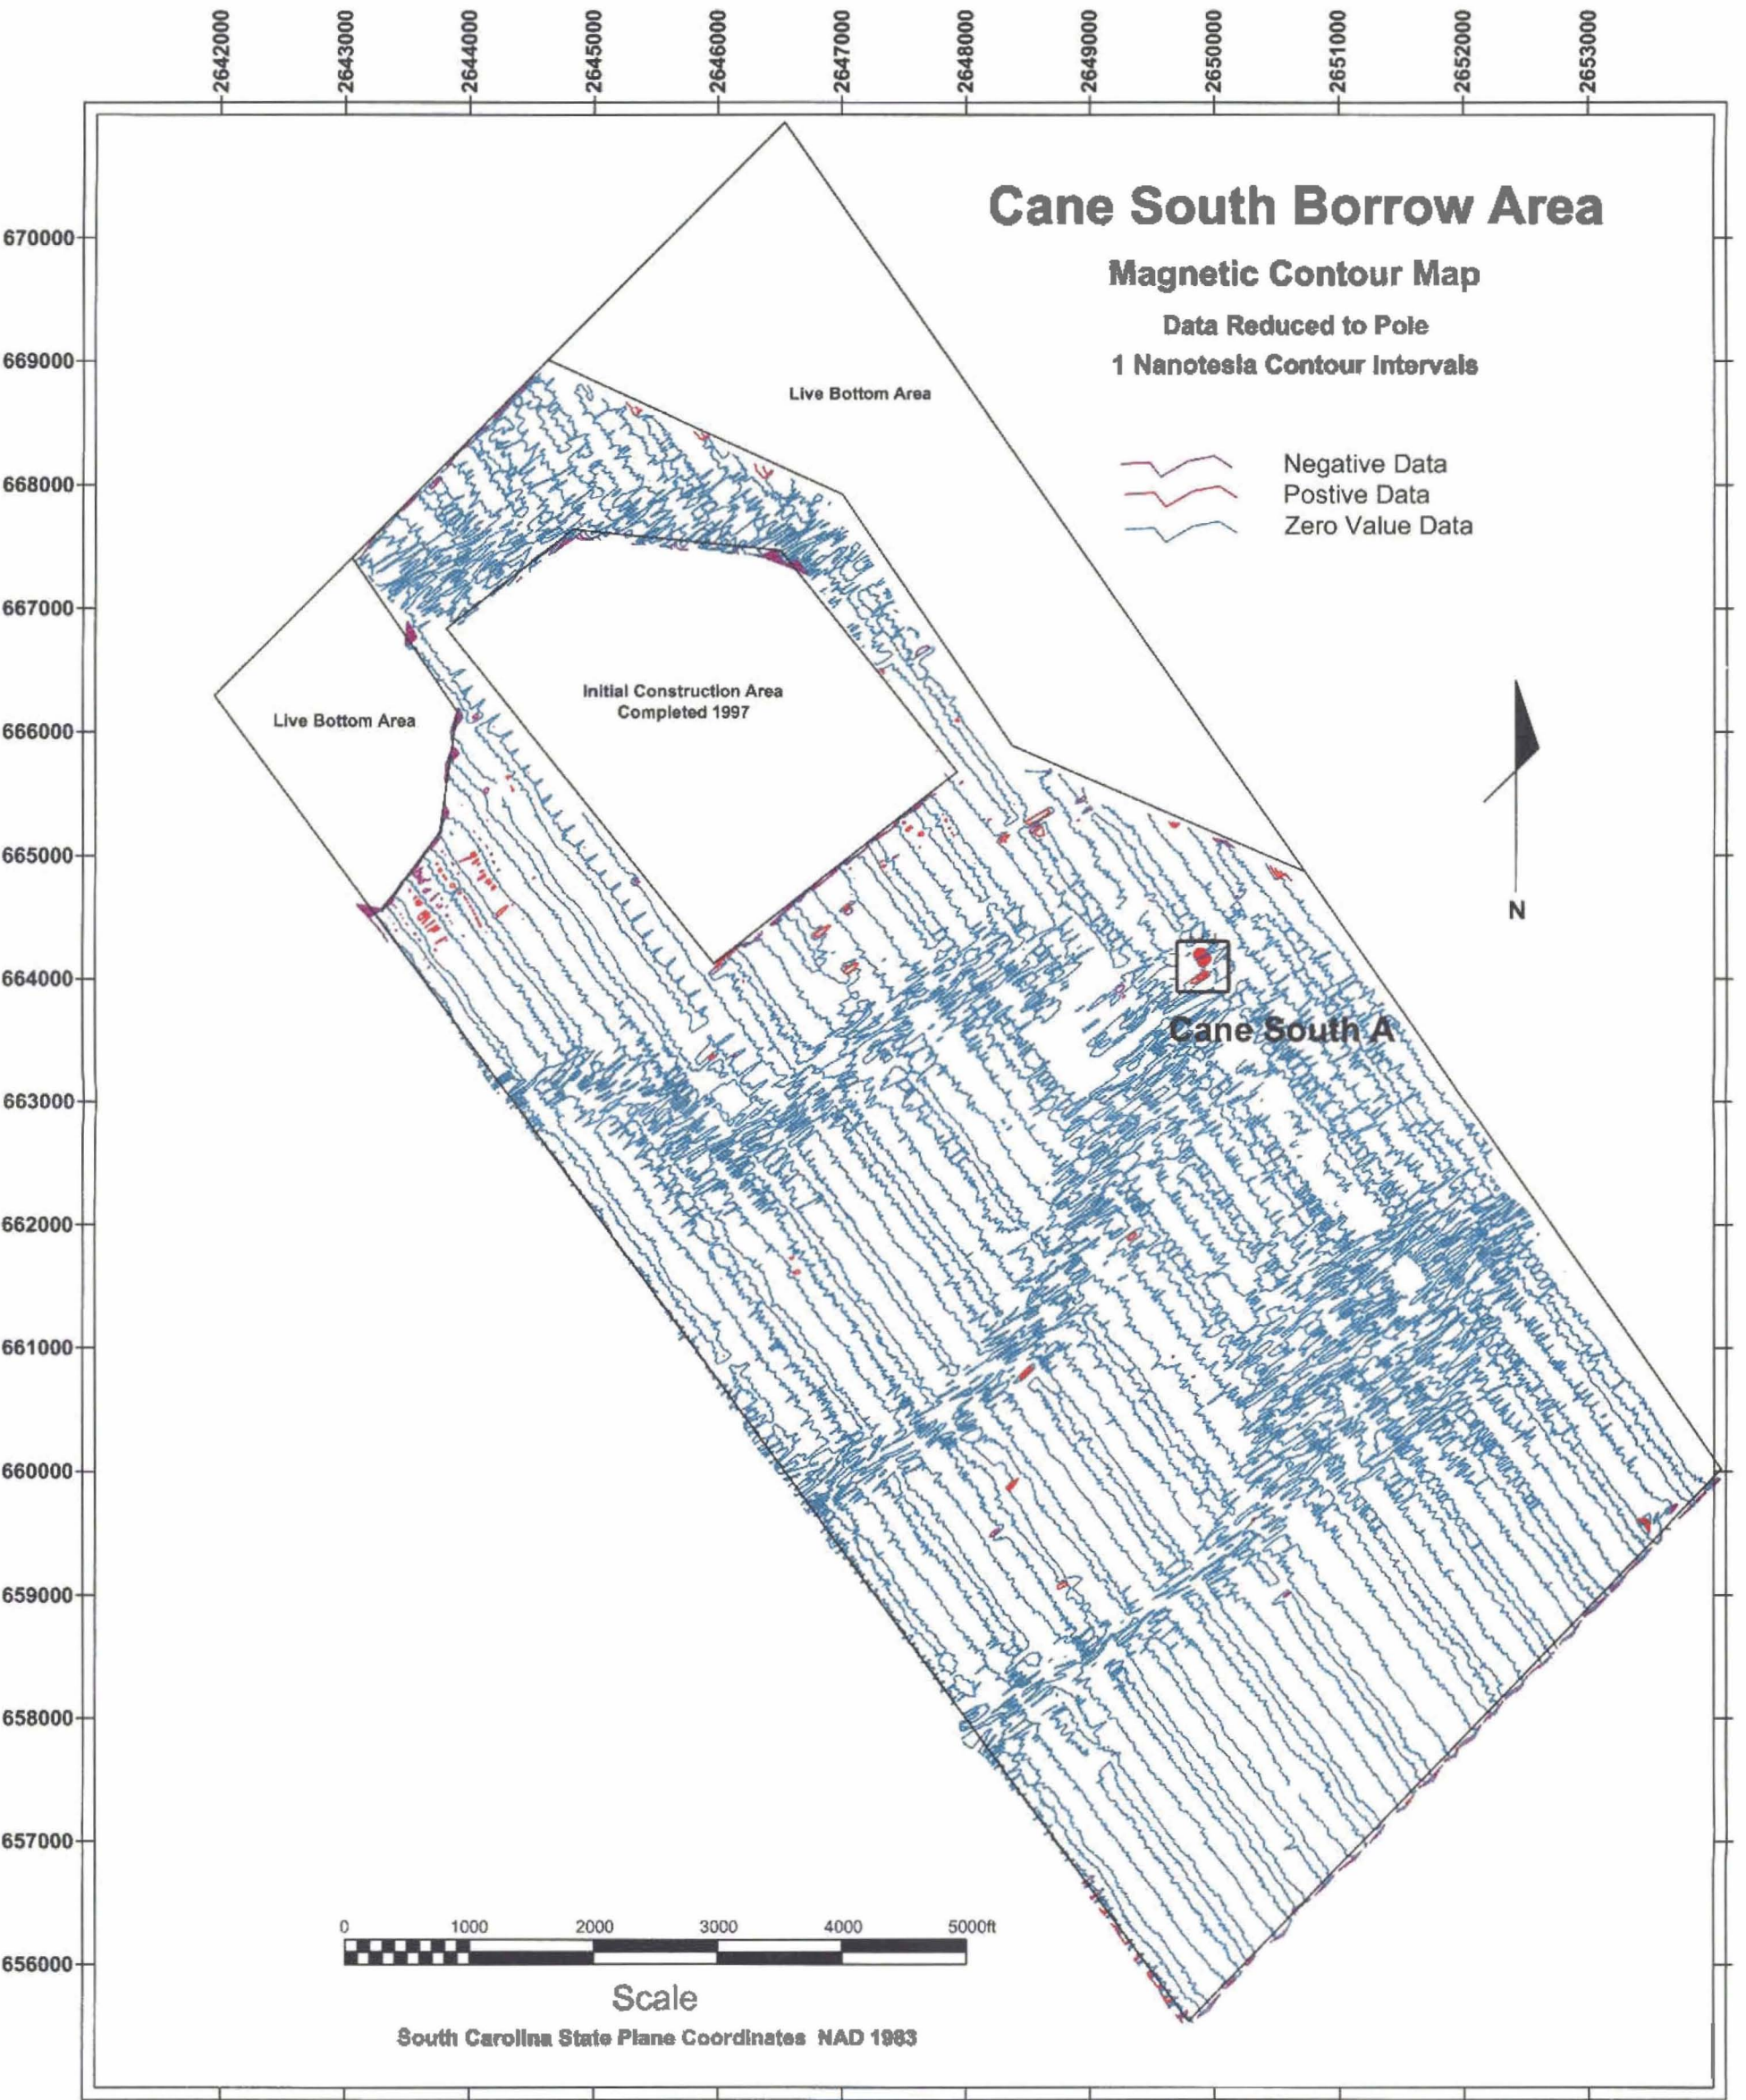 2642000
2643000
2644000
2645000
2646000
2647000
2648000
2649000
2650000
2651000
2652000
2653000
Cane South Borrow Area
Magnetic Contour Map
Data Reduced to Pole
1 Nanotesla Contour Intervals
Negative Data
Postive Data
Zero Value Data
670000
669000
668000
667000
666000
665000
664000
663000
662000
661000
660000
659000
658000
657000
656000
Live Bottom Area
Initial Construction Area
Completed 1997
Live Bottom Area
N
Cane South A
0 1000 2000 3000 4000 5000ft
Scale
South Carolina State Plane Coordinates NAD 1983